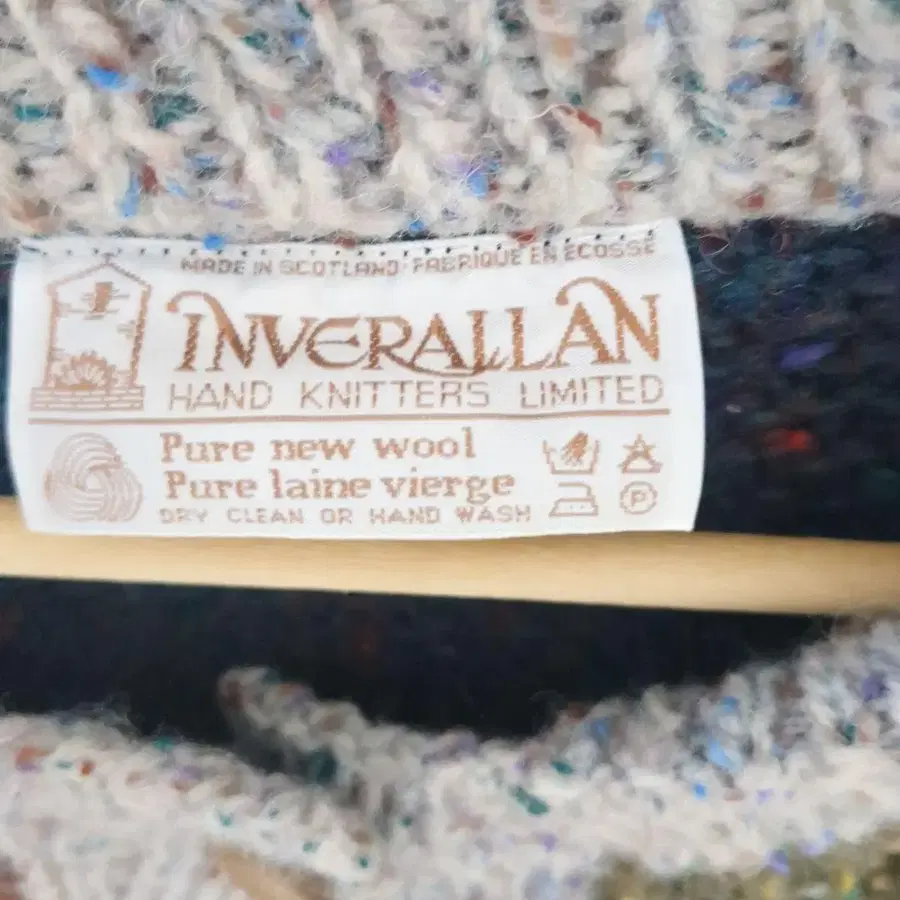 MADE IN SCOTLAND·FABRIQUE EN ECOSSE
INVERALLAN
HAND KNITTERS LIMITED
Pure new wool
Pure laine vierge
DRY CLEAN OR HAND WASH
P